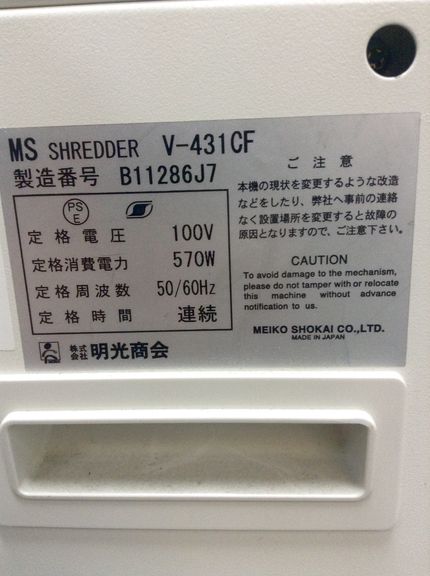 MS SHREDDER V-431CF
製造番号 B11286J7
PS
E
定格電圧 100V
定格消費電力 570W
定格周波数 50/60Hz
定格時間 連続
株式
会社 明光商会
ご注意
本機の現状を変更するような改造
などをしたり、弊社へ事前の連絡
なく設置場所を変更すると故障の
原因となりますので、ご注意下さい。
CAUTION
To avoid damage to the mechanism,
please do not tamper with or relocate
this machine without advance
notification to us.
MEIKO SHOKAI CO.,LTD.
MADE IN JAPAN